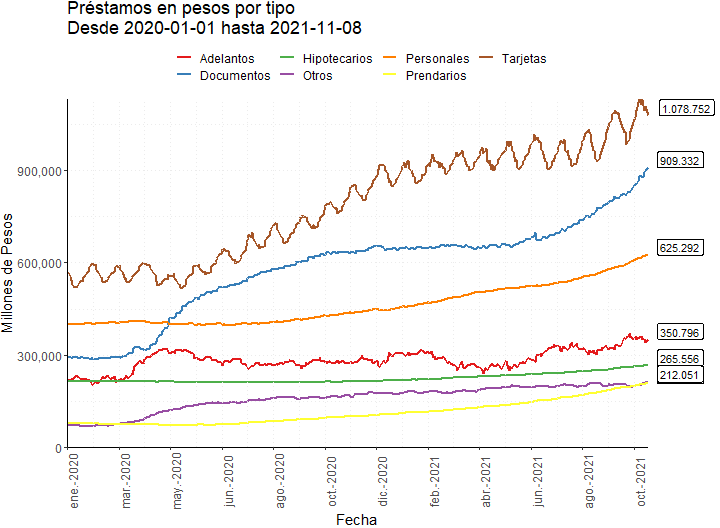 Préstamos en pesos por tipo
Desde 2020-01-01 hasta 2021-11-08
Adelantos Hipotecarios Personales Tarjetas
Documentos Otros Prendarios
1.078.752
909.332
625.292
350.796
265.556
212.051
Millones de Pesos
900,000
600,000
300,000
0
ene.-2020 mar.-2020 may.-2020 jun.-2020 ago.-2020 oct.-2020 dic.-2020 feb.-2021 abr.-2021 jun.-2021 ago.-2021 oct.-2021
Fecha